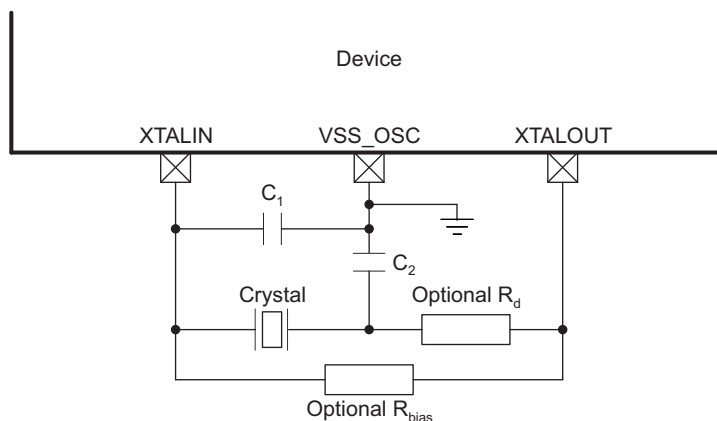 Device
XTALIN
VSS_OSC
XTALOUT
C1
C2
Crystal
Optional Rd
Optional Rbias